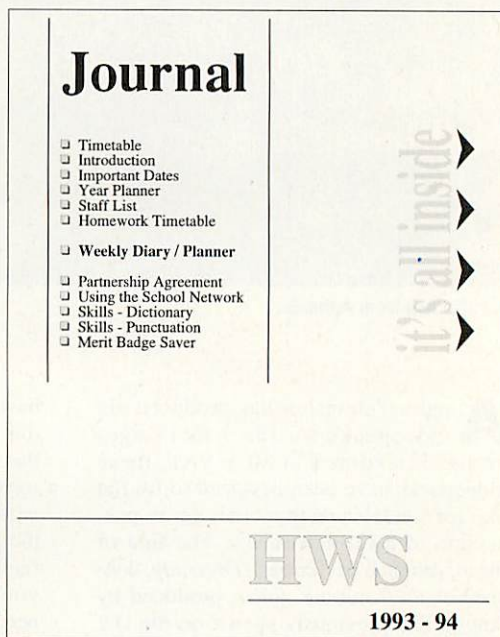 Journal
❑ Timetable
❑ Introduction
❑ Important Dates
❑ Year Planner
❑ Staff List
❑ Homework Timetable
❑ Weekly Diary / Planner
❑ Partnership Agreement
❑ Using the School Network
❑ Skills - Dictionary
❑ Skills - Punctuation
❑ Merit Badge Saver
it's all inside
HWS
1993 - 94